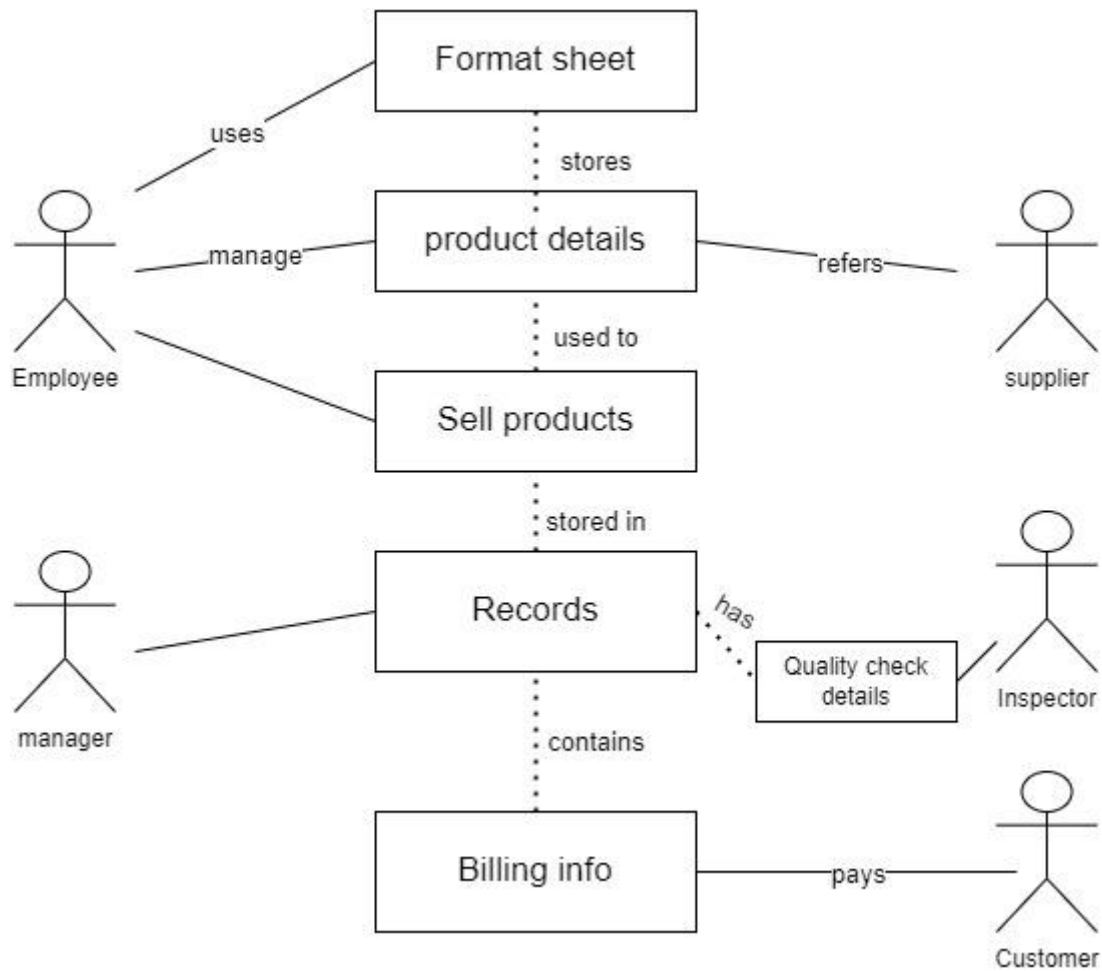 Format sheet
uses
stores
product details
manage
refers
used to
Employee
supplier
Sell products
stored in
Records
has
Quality check
details
Inspector
manager
contains
Billing info
pays
Customer